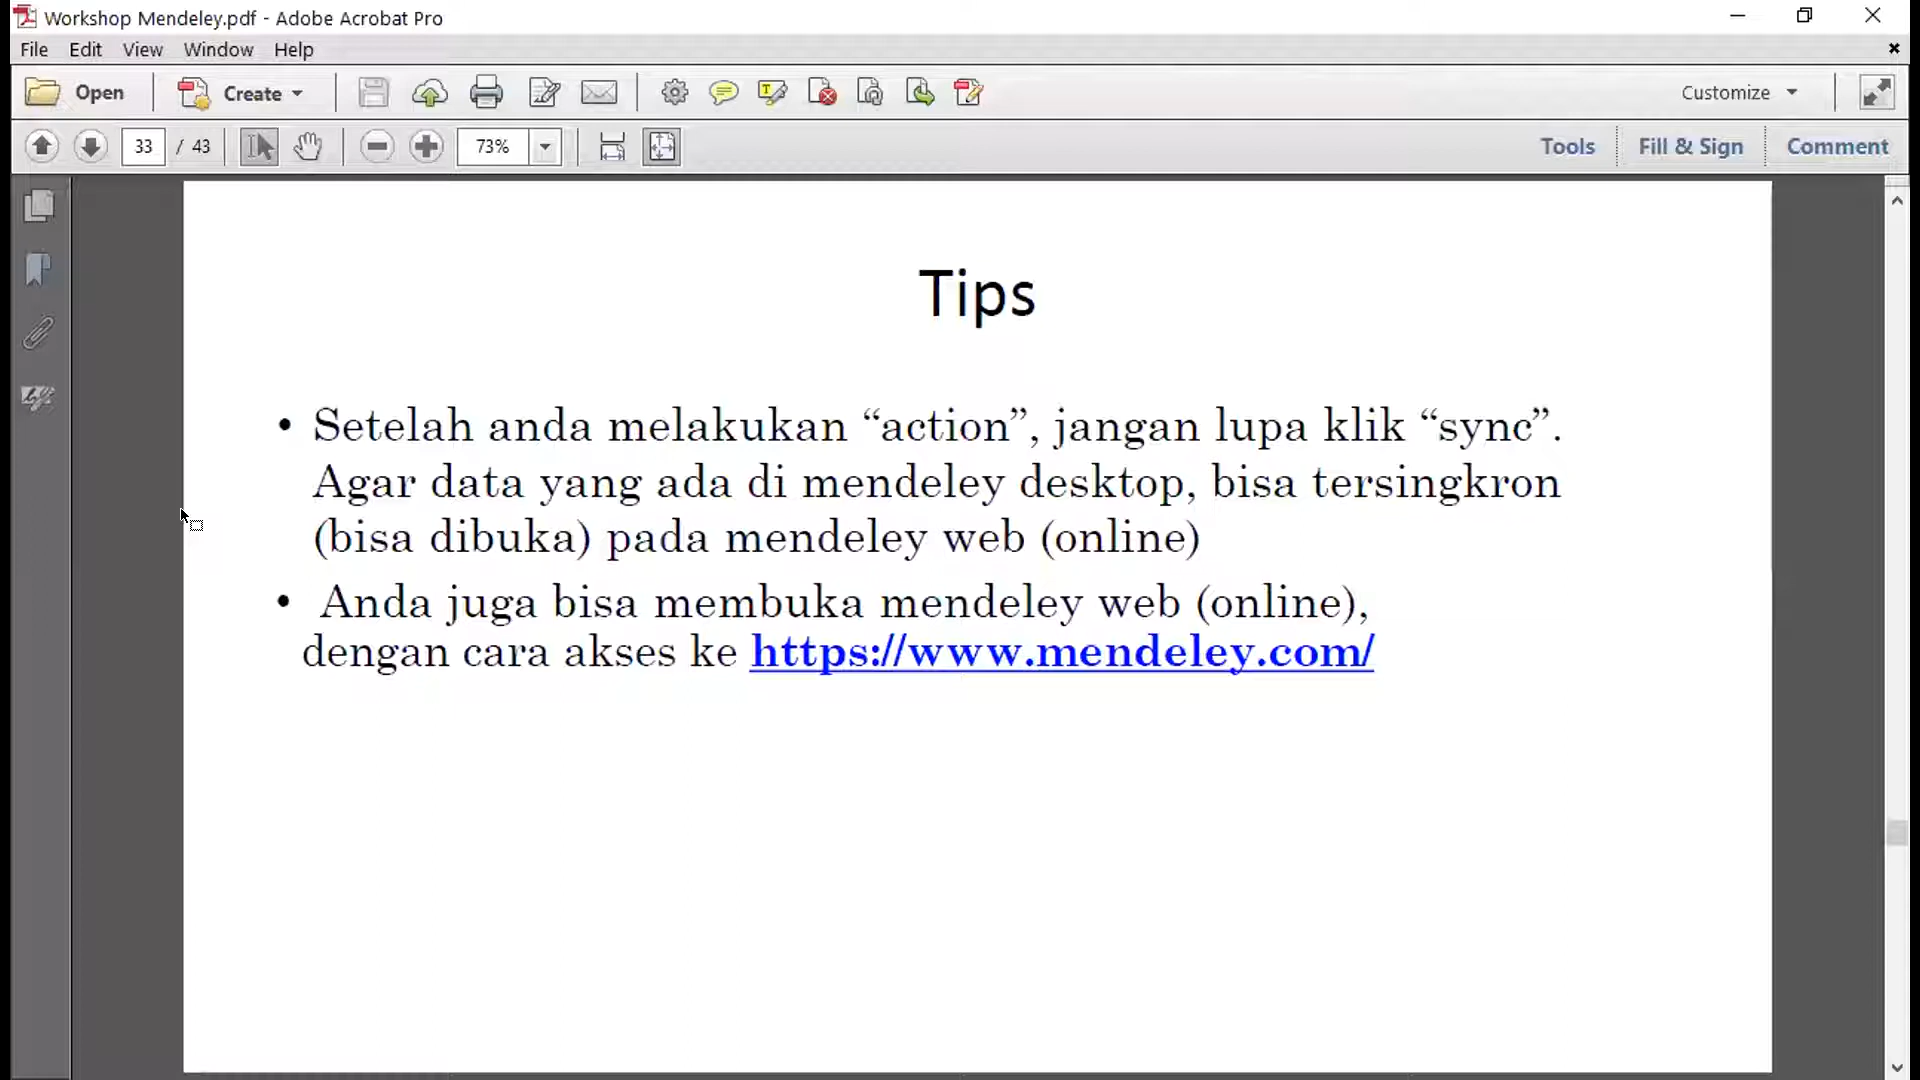 Workshop Mendeley.pdf - Adobe Acrobat Pro
File Edit View Window Help
Open Create Customize
33 / 43 73% Tools Fill & Sign Comment
Tips
• Setelah anda melakukan “action”, jangan lupa klik “sync”.
Agar data yang ada di mendeley desktop, bisa tersingkron
(bisa dibuka) pada mendeley web (online)
• Anda juga bisa membuka mendeley web (online),
dengan cara akses ke https://www.mendeley.com/